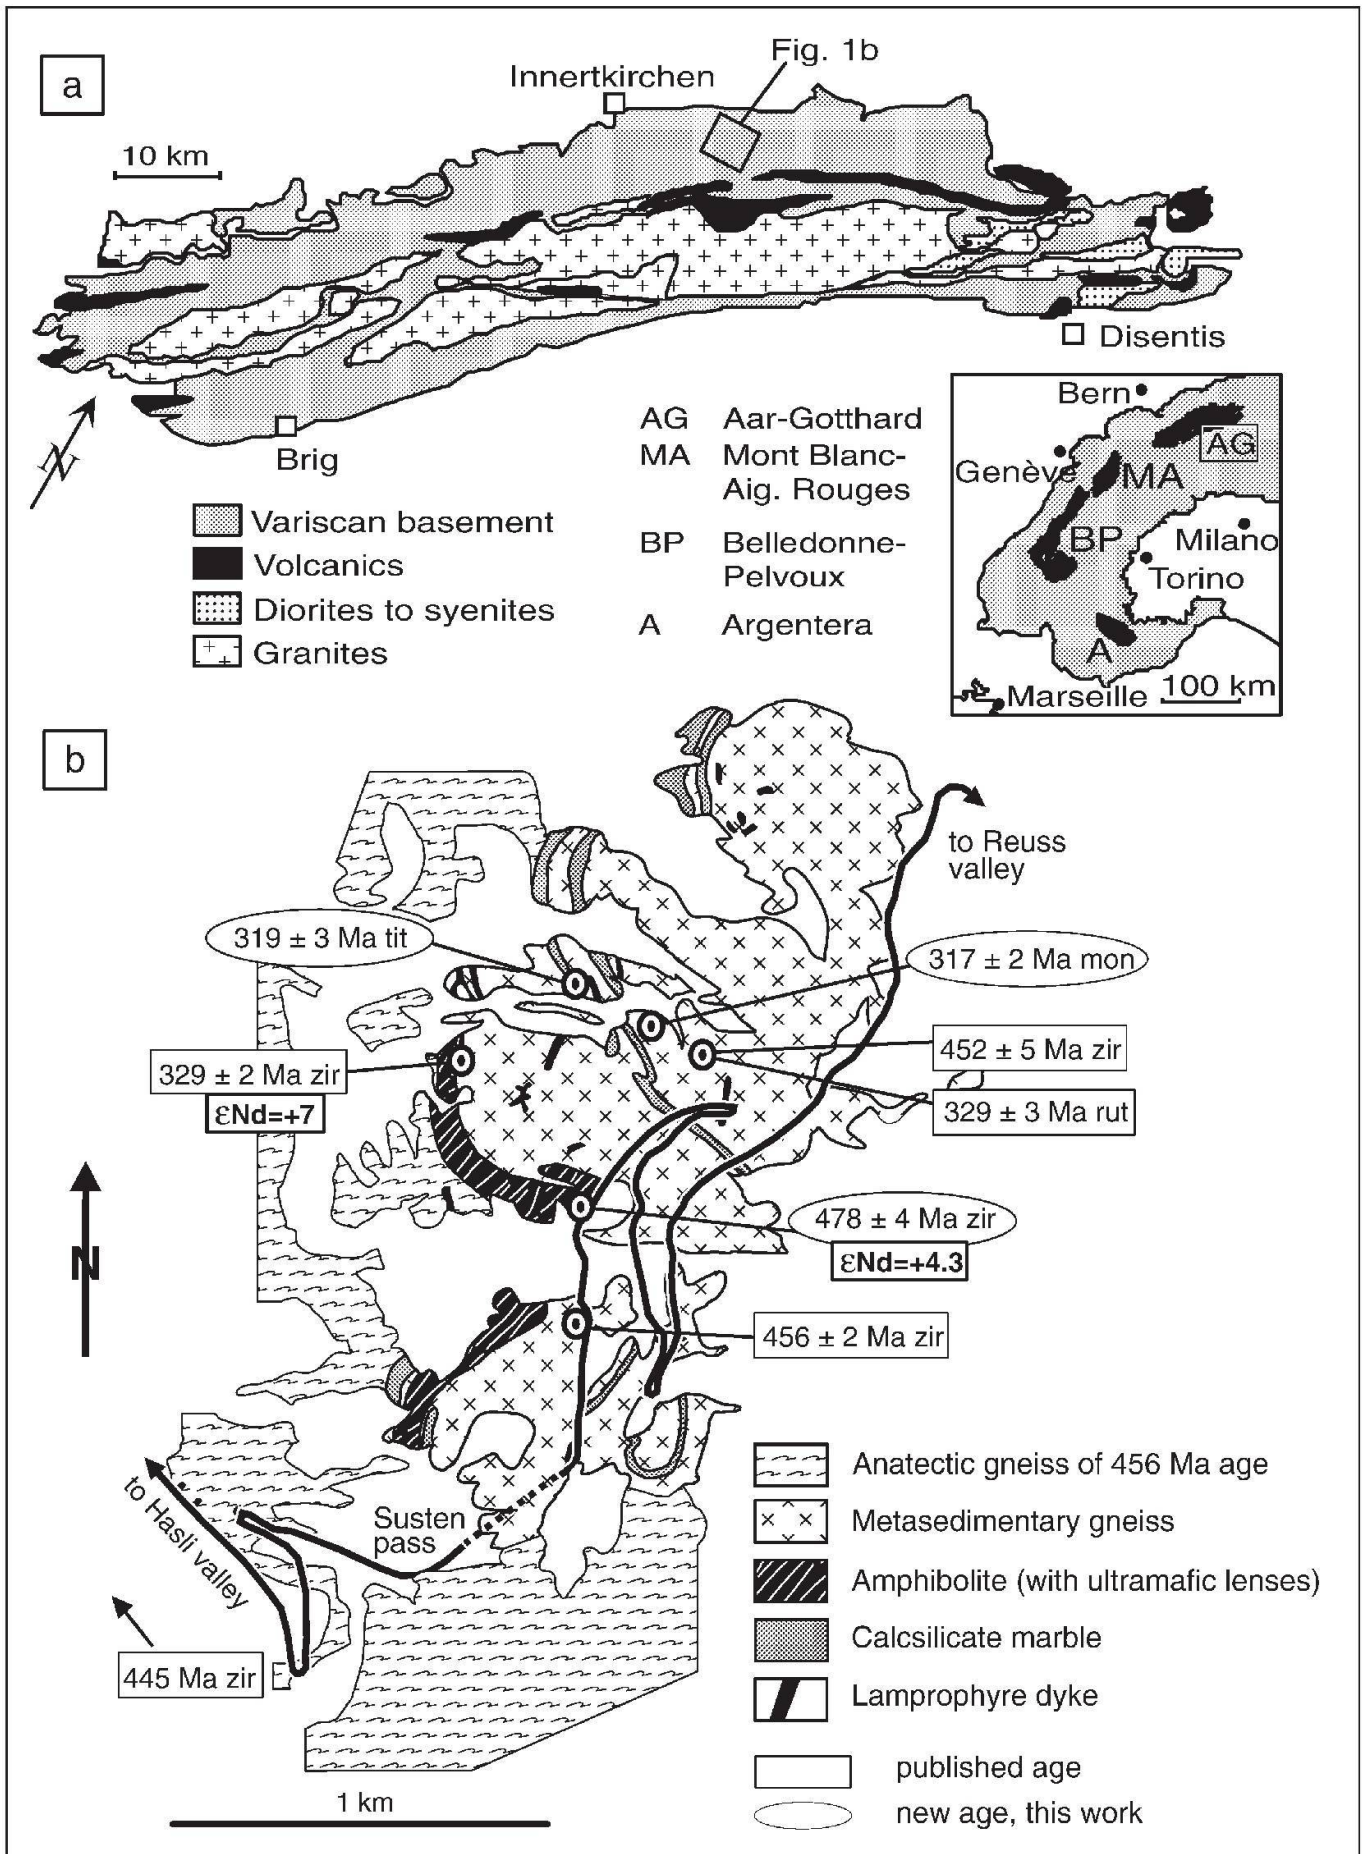 a
Fig. 1b
Innertkirchen
10 km
Disentis
Brig
N
Variscan basement
Volcanics
Diorites to syenites
Granites
AG Aar-Gotthard
MA Mont Blanc-
Aig. Rouges
BP Belledonne-
Pelvoux
A Argentera
Bern
AG
Genève
MA
BP
Milano
Torino
A
Marseille
100 km
b
to Reuss
valley
319 ± 3 Ma tit
317 ± 2 Ma mon
452 ± 5 Ma zir
329 ± 2 Ma zir
εNd=+7
329 ± 3 Ma rut
N
478 ± 4 Ma zir
εNd=+4.3
456 ± 2 Ma zir
Susten
pass
to Hasli valley
445 Ma zir
Anatectic gneiss of 456 Ma age
Metasedimentary gneiss
Amphibolite (with ultramafic lenses)
Calcsilicate marble
Lamprophyre dyke
published age
new age, this work
1 km